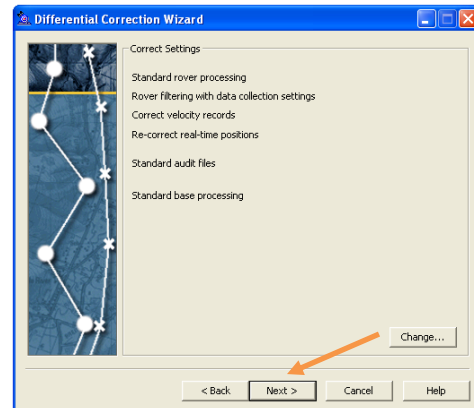 Differential Correction Wizard
Correct Settings
Standard rover processing
Rover filtering with data collection settings
Correct velocity records
Re-correct real-time positions
Standard audit files
Standard base processing
Change...
< Back Next > Cancel Help